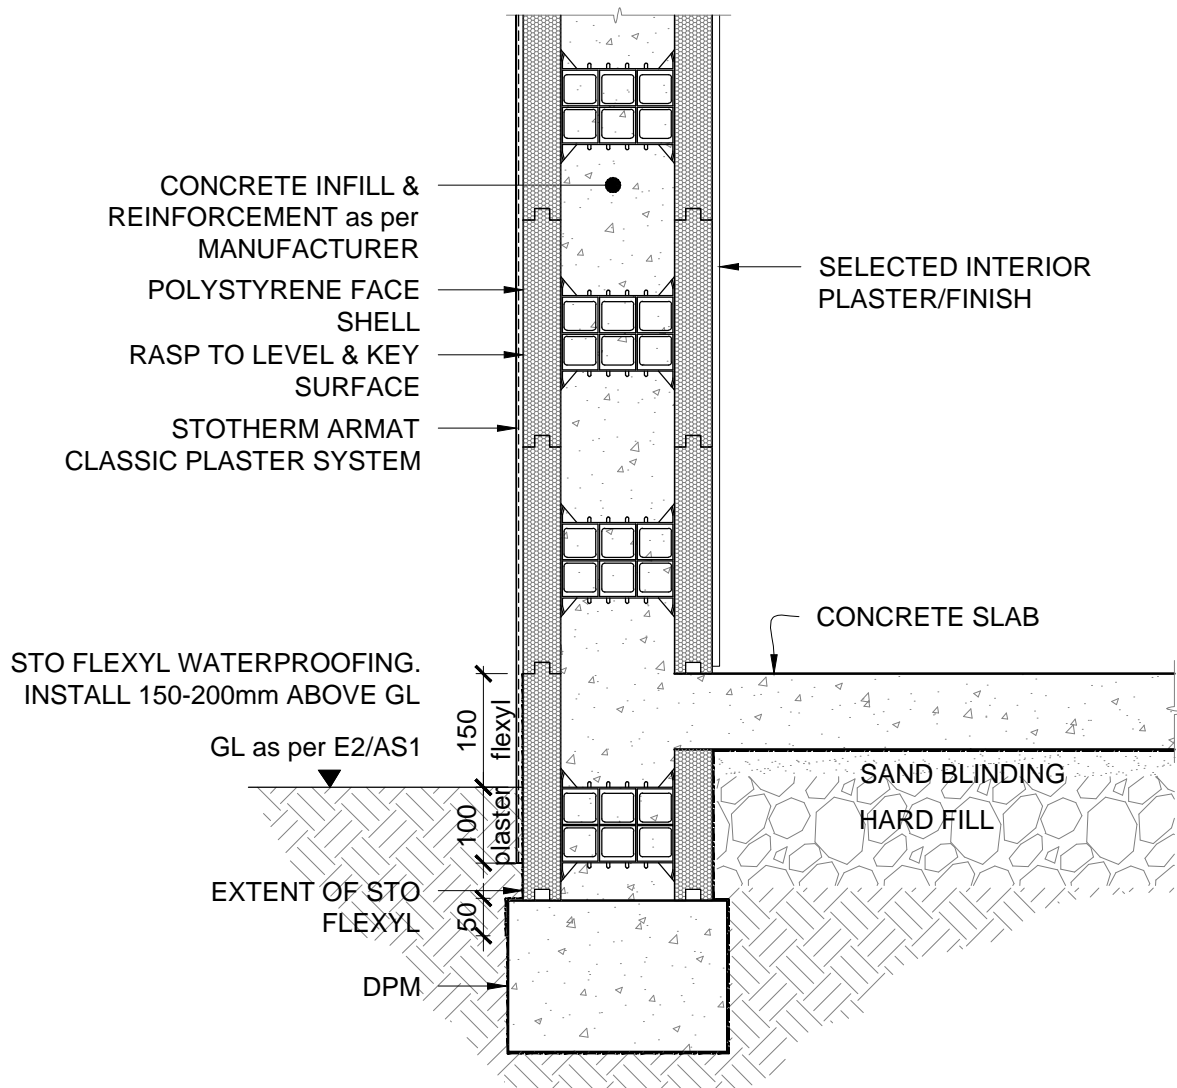 CONCRETE INFILL &
REINFORCEMENT as per
MANUFACTURER
POLYSTYRENE FACE
SHELL
RASP TO LEVEL & KEY
SURFACE
STOTHERM ARMAT
CLASSIC PLASTER SYSTEM
SELECTED INTERIOR
PLASTER/FINISH
CONCRETE SLAB
STO FLEXYL WATERPROOFING.
INSTALL 150-200mm ABOVE GL
GL as per E2/AS1
150
flexyl
100
plaster
50
SAND BLINDING
HARD FILL
EXTENT OF STO
FLEXYL
DPM